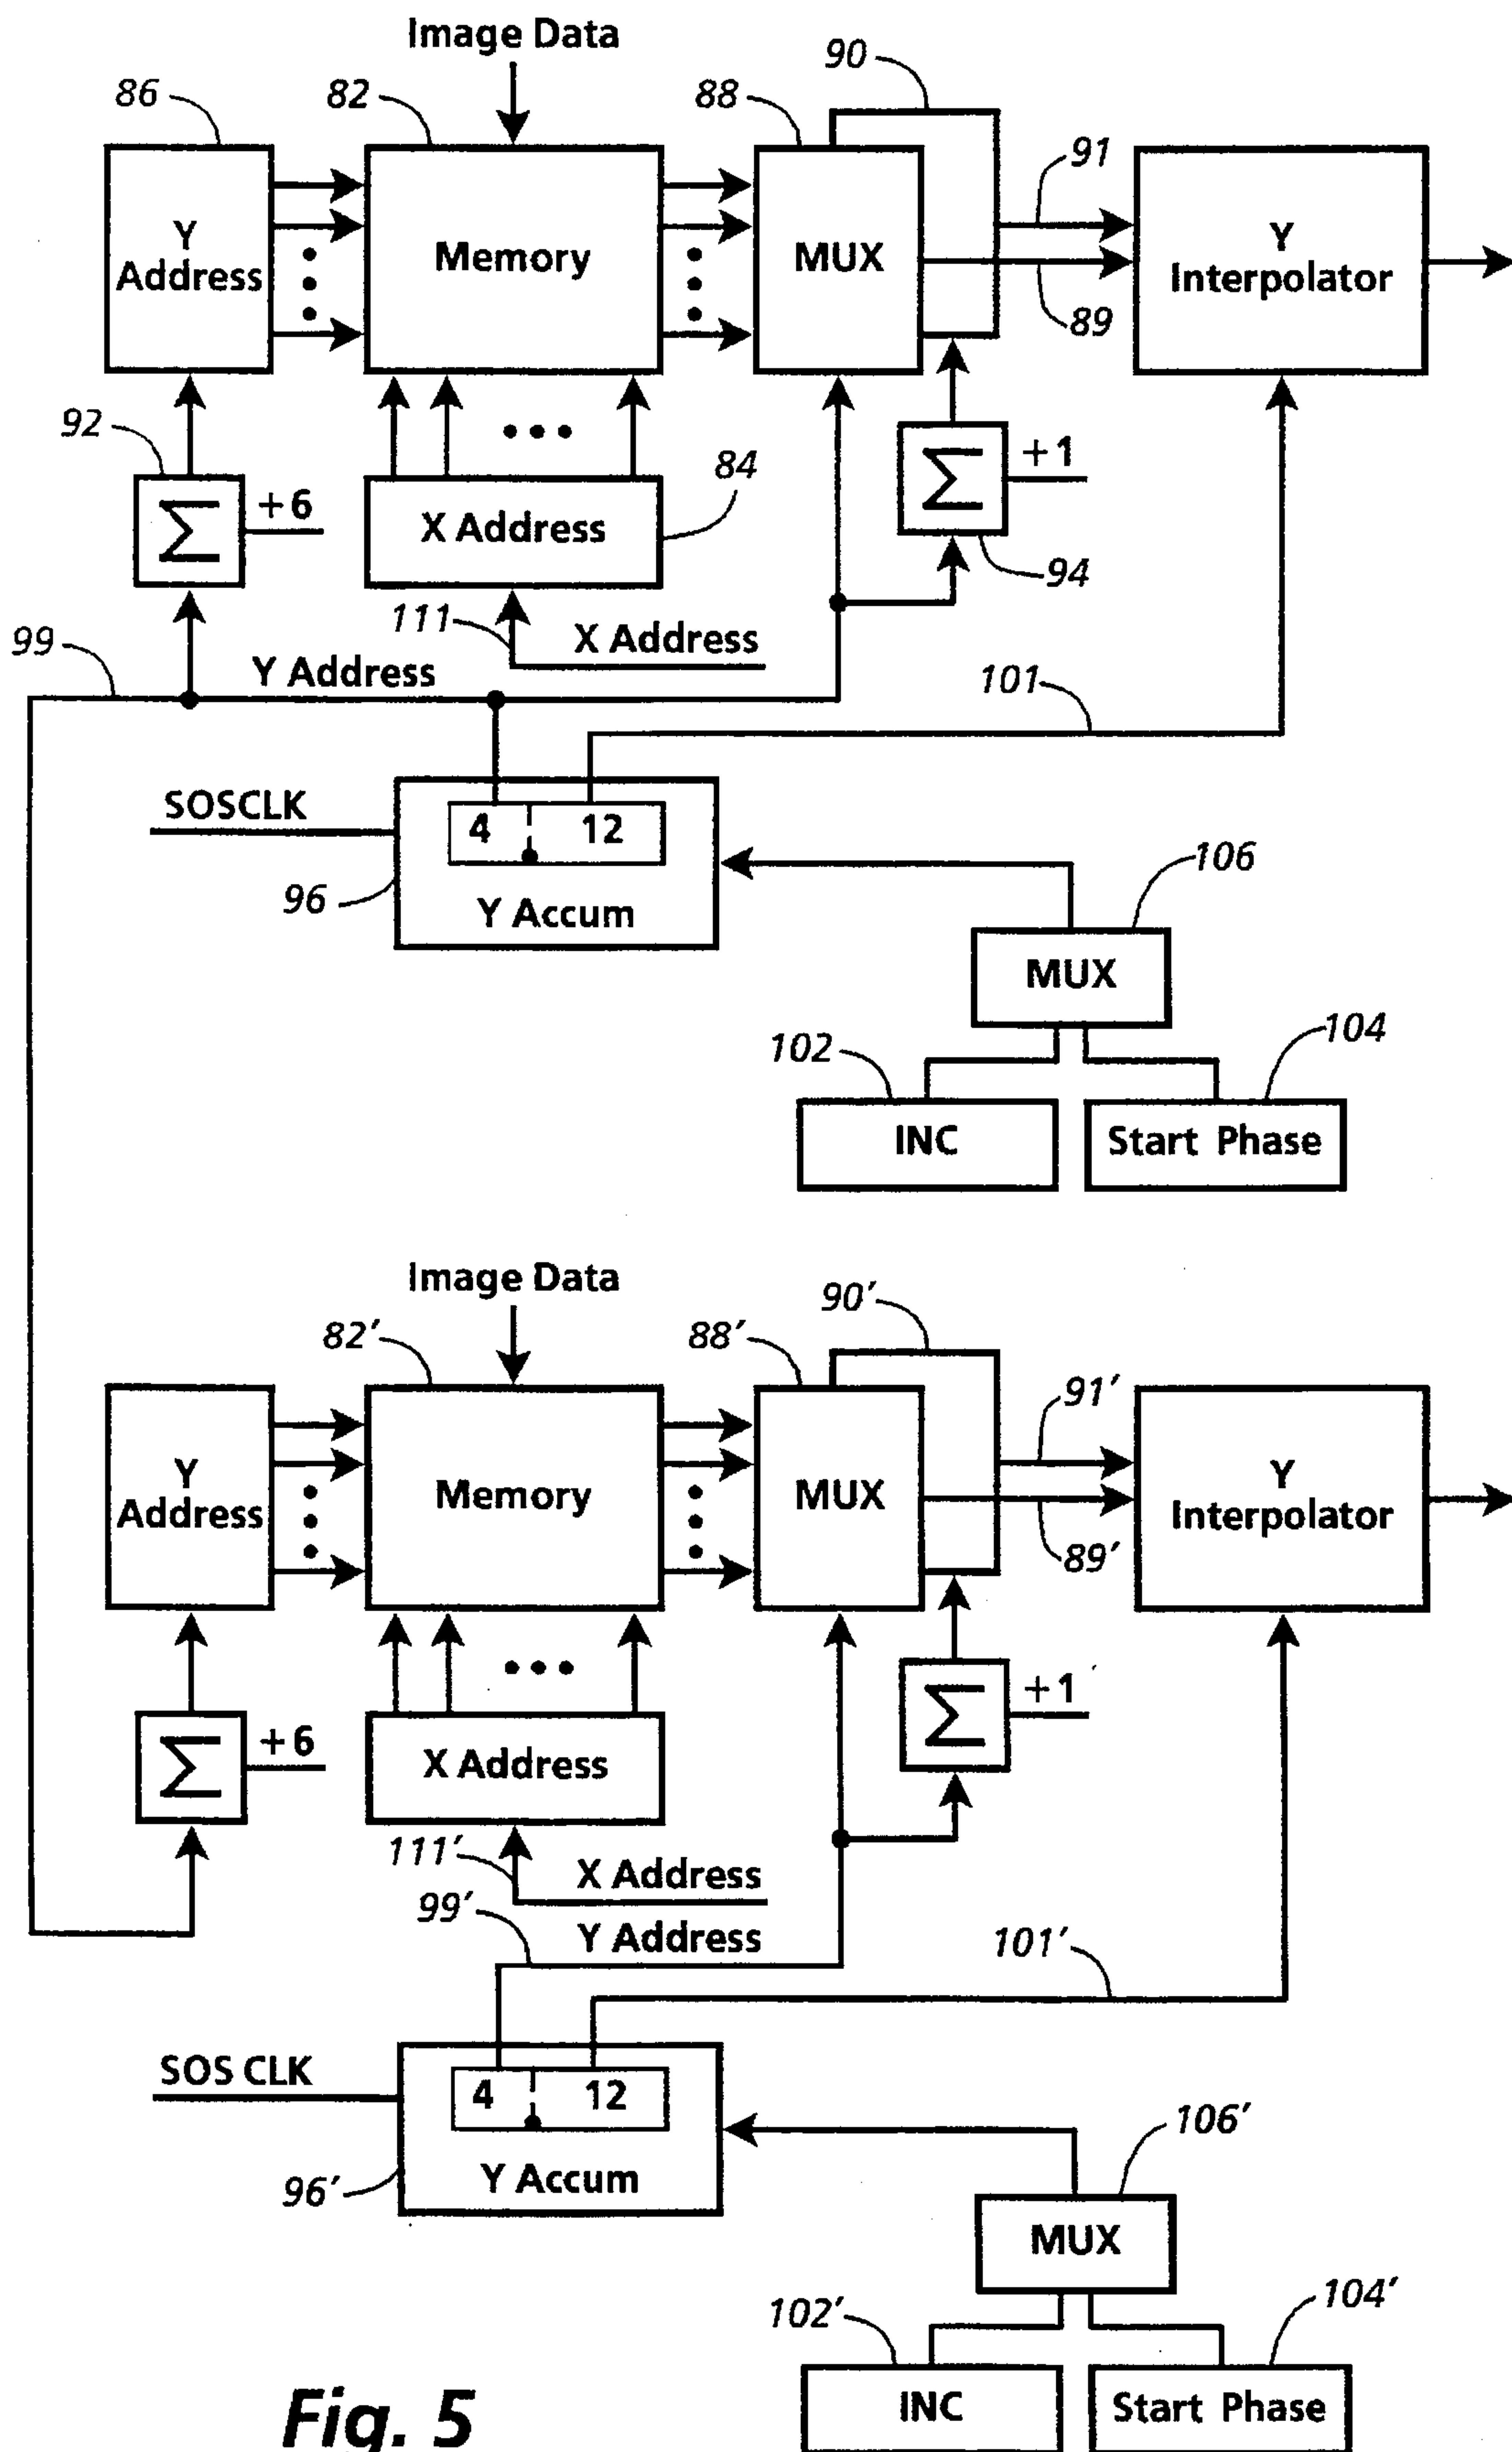 Image Data
86
82
88
90
91
Y
Address
Memory
MUX
Y
Interpolator
89
92
Σ
+6
84
X Address
Σ
+1
94
111
X Address
99
Y Address
101
SOSCLK
4
12
96
Y Accum
106
MUX
102
104
INC
Start Phase
Image Data
82′
88′
90′
91′
Y
Address
Memory
MUX
Y
Interpolator
89′
Σ
+6
X Address
Σ
+1
111′
X Address
99′
Y Address
101′
SOS CLK
4
12
96′
Y Accum
106′
MUX
102′
104′
INC
Start Phase
Fig. 5